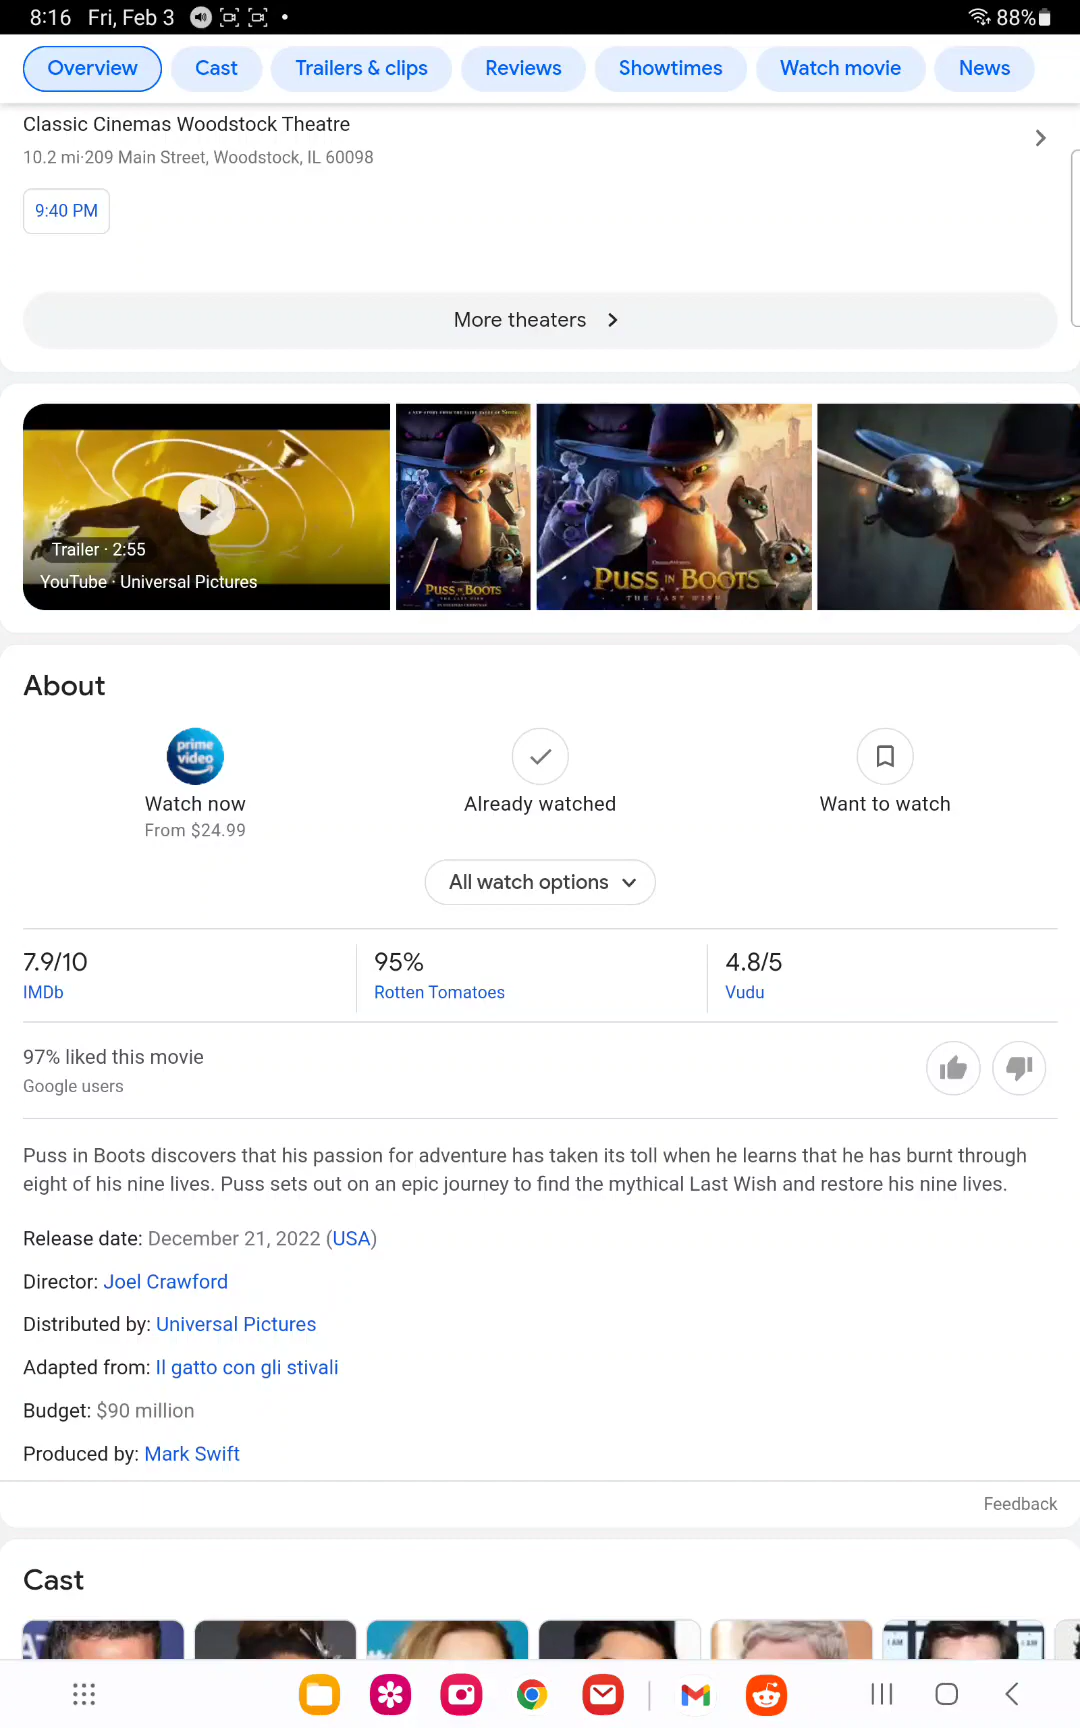 8:16 Fri, Feb 3
88%
Overview Cast Trailers & clips Reviews Showtimes Watch movie News
Classic Cinemas Woodstock Theatre
10.2 mi·209 Main Street, Woodstock, IL 60098
9:40 PM
More theaters
Trailer · 2:55
YouTube · Universal Pictures
PUSS IN BOOTS
THE LAST WISH
PUSS IN BOOTS
THE LAST WISH
About
prime
video
Watch now Already watched Want to watch
From $24.99
All watch options
7.9/10 95% 4.8/5
IMDb Rotten Tomatoes Vudu
97% liked this movie
Google users
Puss in Boots discovers that his passion for adventure has taken its toll when he learns that he has burnt through
eight of his nine lives. Puss sets out on an epic journey to find the mythical Last Wish and restore his nine lives.
Release date: December 21, 2022 (USA)
Director: Joel Crawford
Distributed by: Universal Pictures
Adapted from: Il gatto con gli stivali
Budget: $90 million
Produced by: Mark Swift
Feedback
Cast